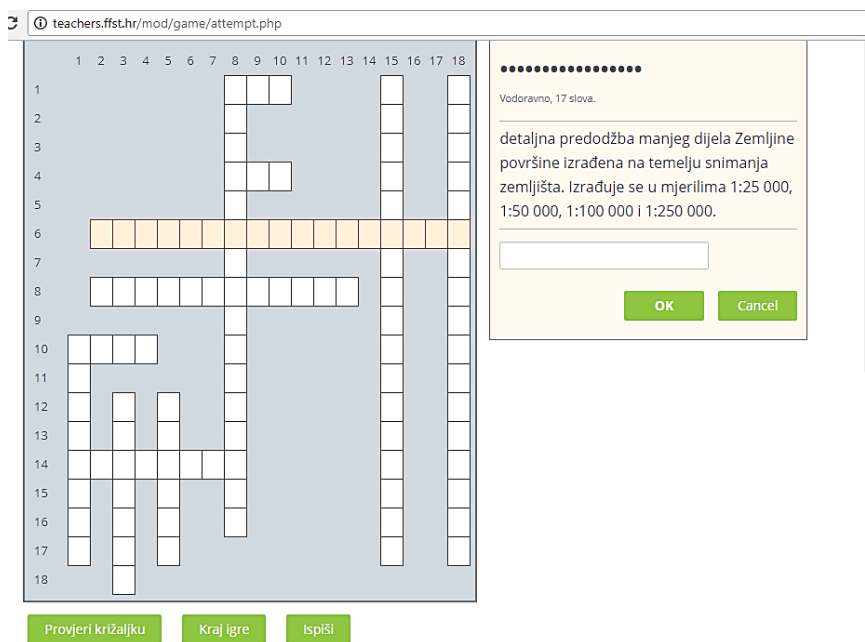 teachers.ffst.hr/mod/game/attempt.php
1 2 3 4 5 6 7 8 9 10 11 12 13 14 15 16 17 18
1
2
3
4
5
6
7
8
9
10
11
12
13
14
15
16
17
18
•••••••••••••••••
Vodoravno, 17 slova.
detaljna predodžba manjeg dijela Zemljine
površine izrađena na temelju snimanja
zemljišta. Izrađuje se u mjerilima 1:25 000,
1:50 000, 1:100 000 i 1:250 000.
OK Cancel
Provjeri križaljku Kraj igre Ispiši